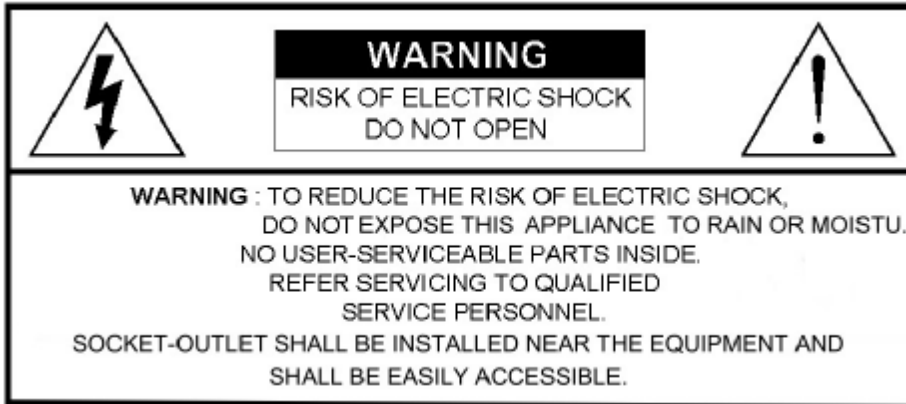 WARNING
RISK OF ELECTRIC SHOCK
DO NOT OPEN
WARNING : TO REDUCE THE RISK OF ELECTRIC SHOCK,
DO NOT EXPOSE THIS APPLIANCE TO RAIN OR MOISTU.
NO USER-SERVICEABLE PARTS INSIDE.
REFER SERVICING TO QUALIFIED
SERVICE PERSONNEL.
SOCKET-OUTLET SHALL BE INSTALLED NEAR THE EQUIPMENT AND
SHALL BE EASILY ACCESSIBLE.